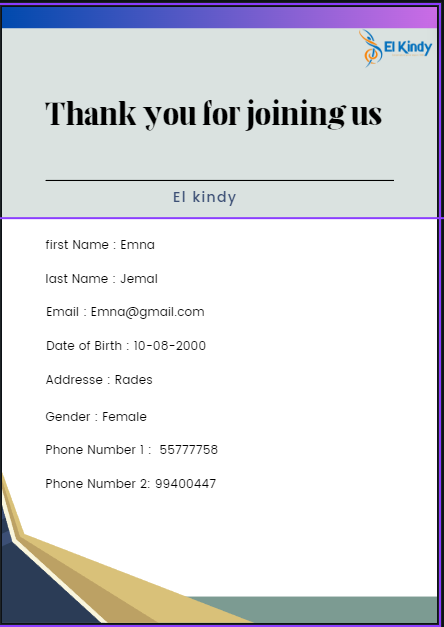 El Kindy
Thank you for joining us
El kindy
first Name : Emna
last Name : Jemal
Email : Emna@gmail.com
Date of Birth : 10-08-2000
Addresse : Rades
Gender : Female
Phone Number 1 : 55777758
Phone Number 2: 99400447